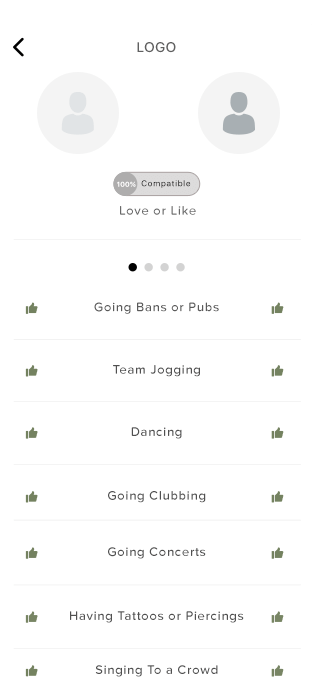 LOGO
100% Compatible
Love or Like
Going Bans or Pubs
Team Jogging
Dancing
Going Clubbing
Going Concerts
Having Tattoos or Piercings
Singing To a Crowd